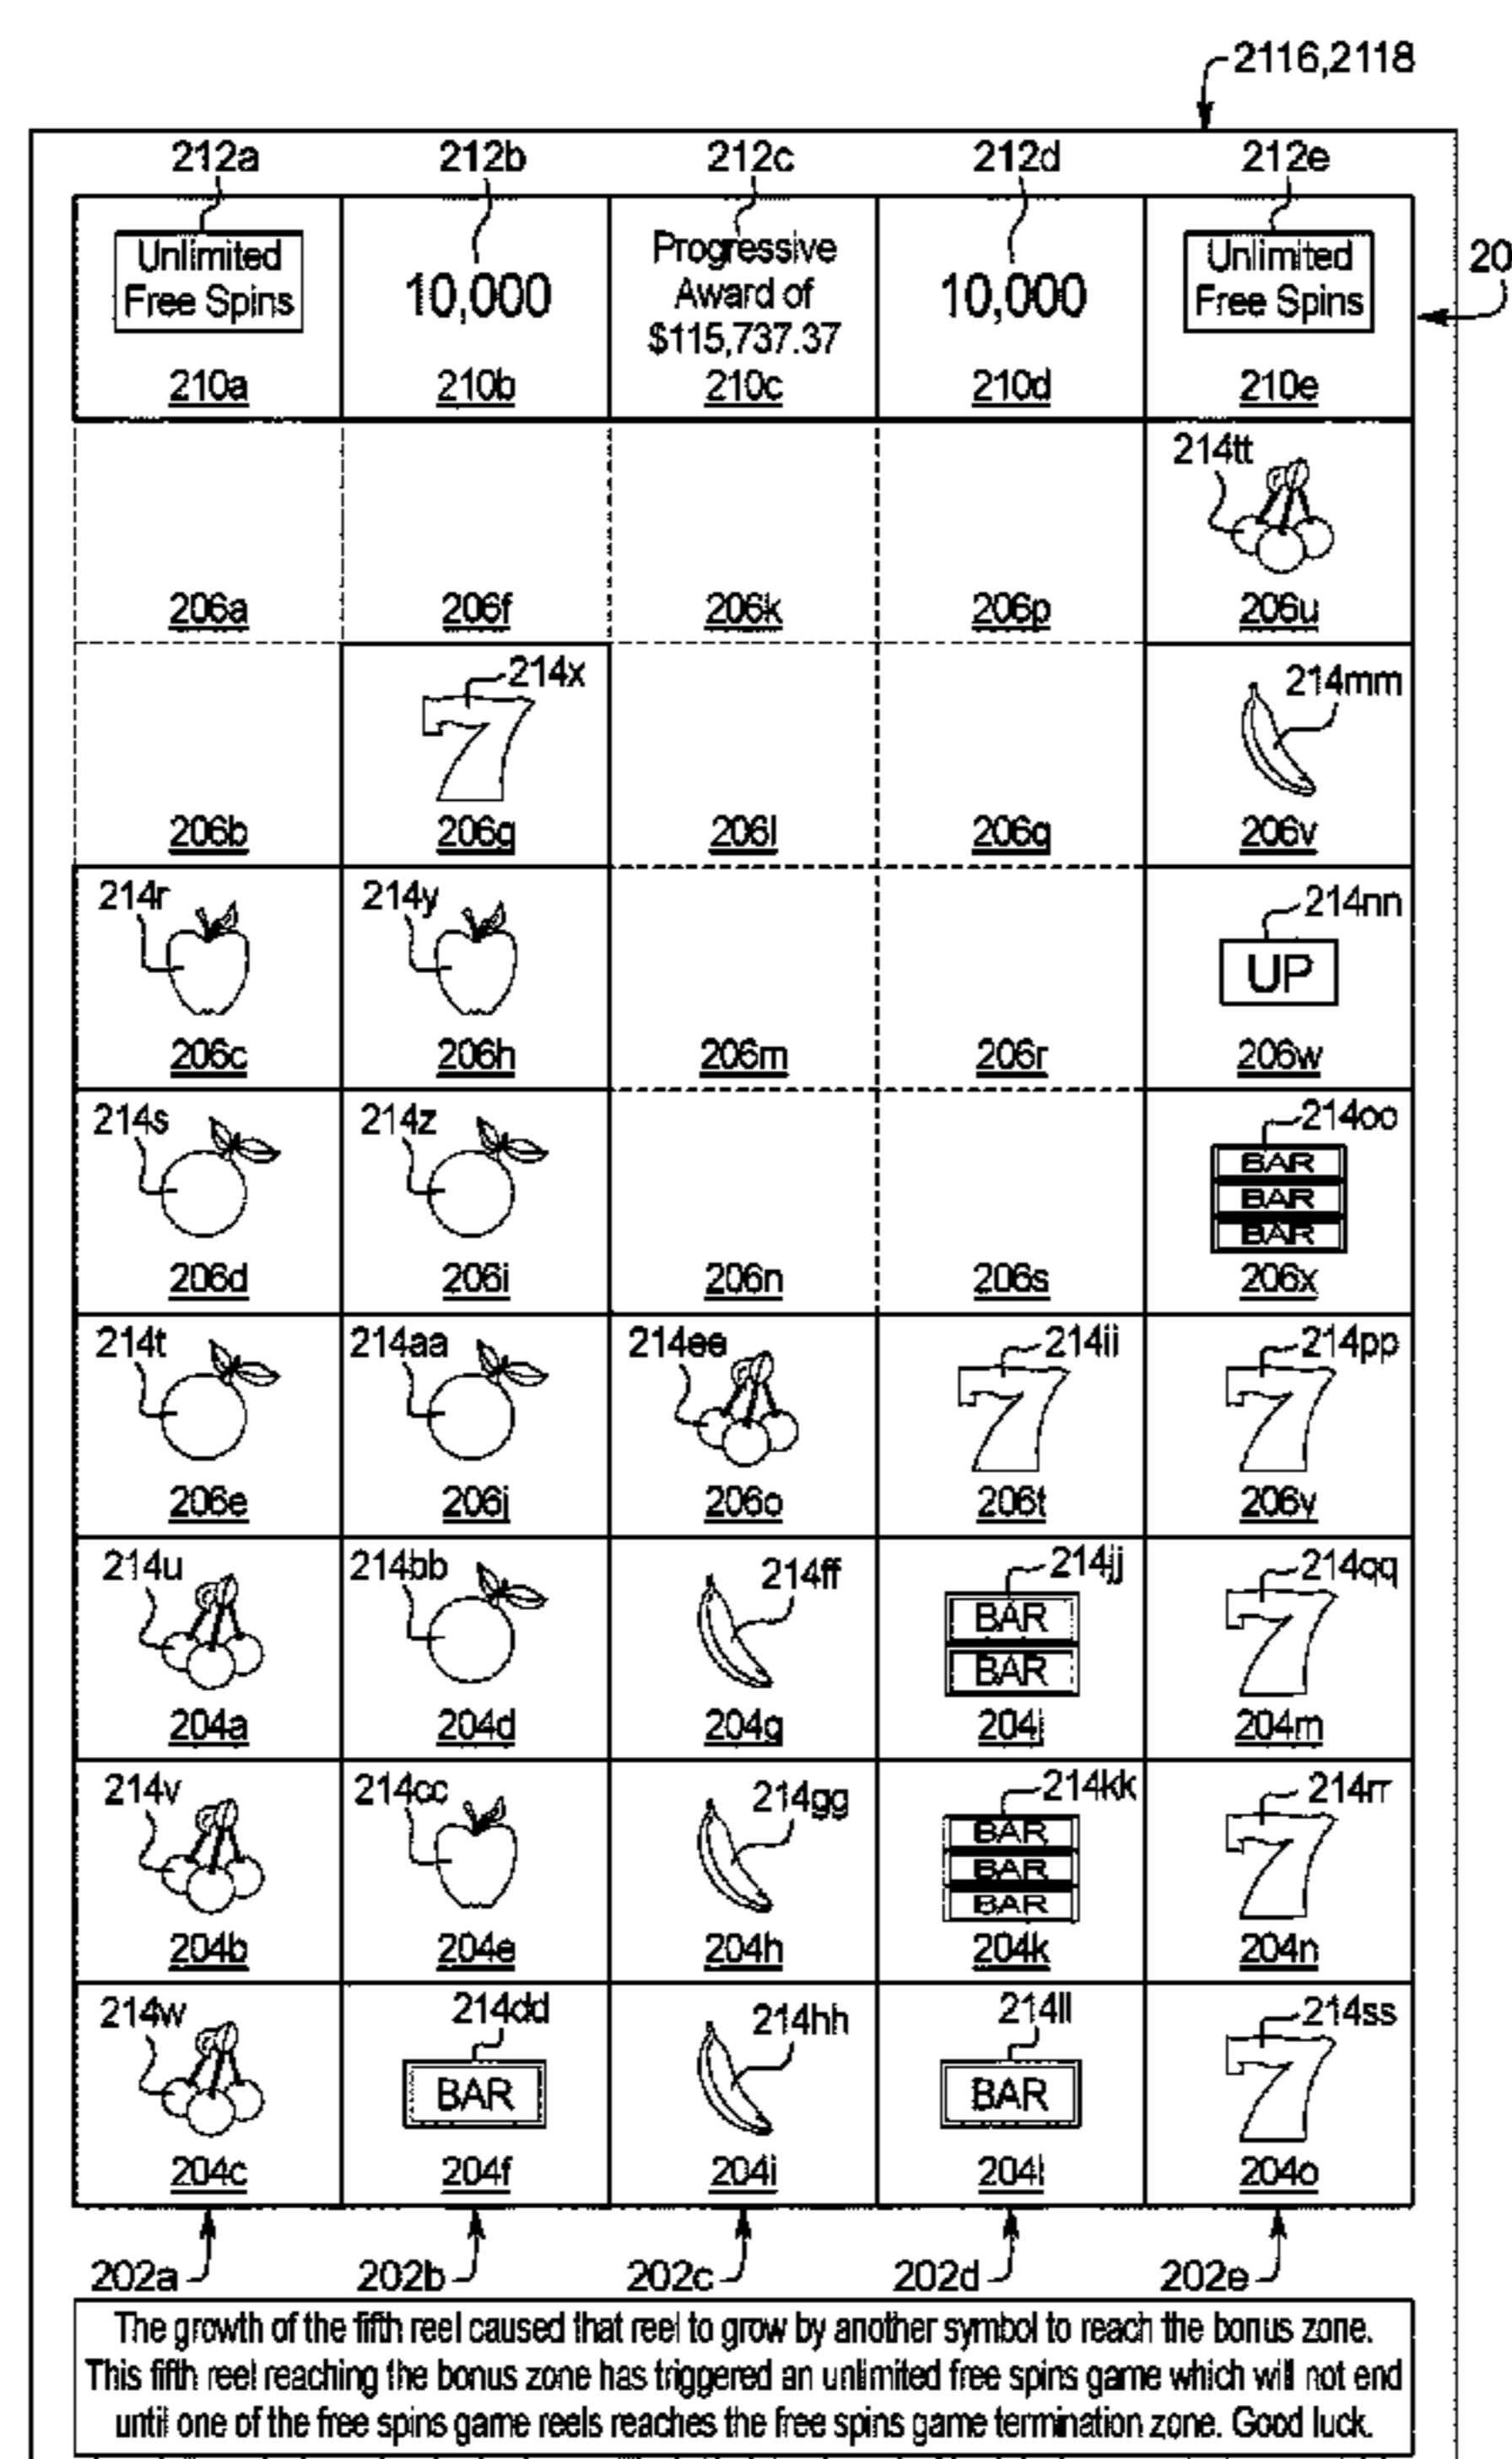 2116,2118
212a 212b 212c 212d 212e
Unlimited
Free Spins
210a
10,000
210b
Progressive
Award of
$115,737.37
210c
10,000
210d
Unlimited
Free Spins
210e
20
214tt
206a 206f 206k 206p 206u
214x 214mm
206b 206g 206l 206q 206v
214r 214y 214nn
UP
206c 206h 206m 206r 206w
214s 214z 214oo
BAR
BAR
BAR
206d 206i 206n 206s 206x
214t 214aa 214ee 214ii 214pp
7 7
206e 206j 206o 206t 206y
214u 214bb 214ff 214jj 214qq
BAR
BAR
7
204a 204d 204g 204j 204m
214v 214cc 214gg 214kk 214rr
BAR
BAR
BAR
7
204b 204e 204h 204k 204n
214w 214dd 214hh 214ll 214ss
BAR BAR 7
204c 204f 204i 204l 204o
202a 202b 202c 202d 202e
The growth of the fifth reel caused that reel to grow by another symbol to reach the bonus zone.
This fifth reel reaching the bonus zone has triggered an unlimited free spins game which will not end
until one of the free spins game reels reaches the free spins game termination zone. Good luck.